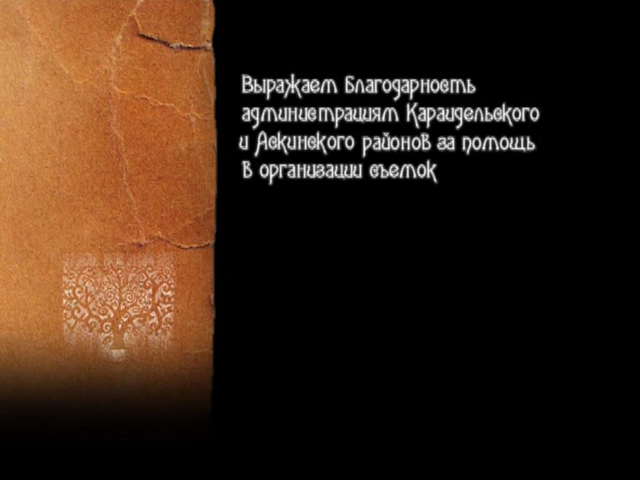 Выражаем благодарность
администрациям Караидельского
и Аскинского районов за помощь
в организации съемок